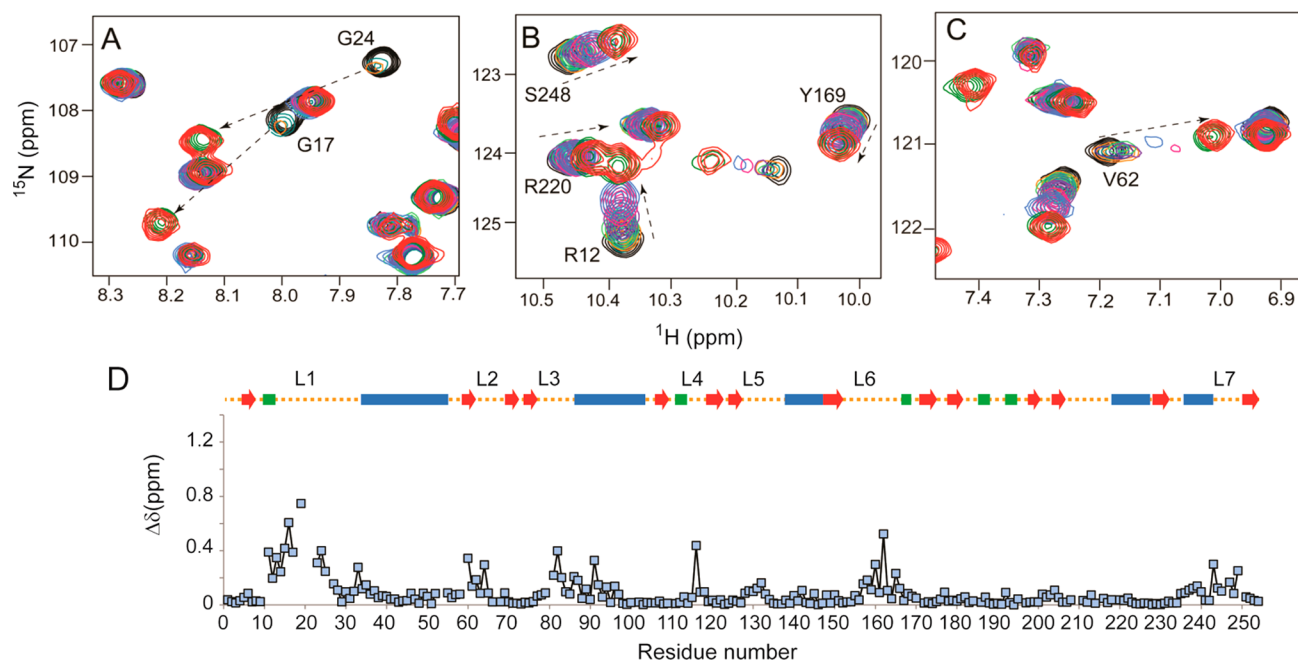 A
G24
G17
15N (ppm)
107
108
109
110
8.3 8.2 8.1 8.0 7.9 7.8 7.7
B
S248
Y169
R220
R12
123
124
125
10.5 10.4 10.3 10.2 10.1 10.0
1H (ppm)
C
V62
120
121
122
7.4 7.3 7.2 7.1 7.0 6.9
D
L1 L2 L3 L4 L5 L6 L7
Δδ(ppm)
1.2
0.8
0.4
0
0 10 20 30 40 50 60 70 80 90 100 110 120 130 140 150 160 170 180 190 200 210 220 230 240 250
Residue number